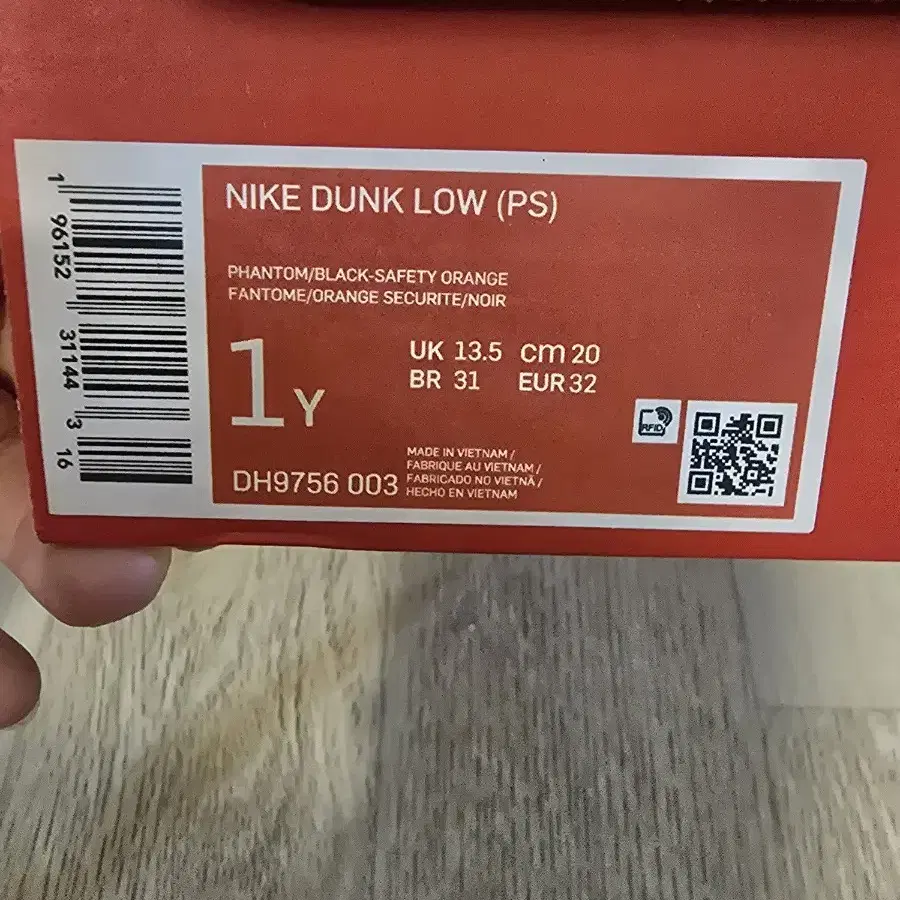 NIKE DUNK LOW (PS)
PHANTOM/BLACK-SAFETY ORANGE
FANTOME/ORANGE SECURITE/NOIR
1Y
UK 13.5 cm 20
BR 31 EUR 32
RFID
DH9756 003
MADE IN VIETNAM /
FABRIQUE AU VIETNAM /
FABRICADO NO VIETNÃ /
HECHO EN VIETNAM
1 96152 31144 3 16